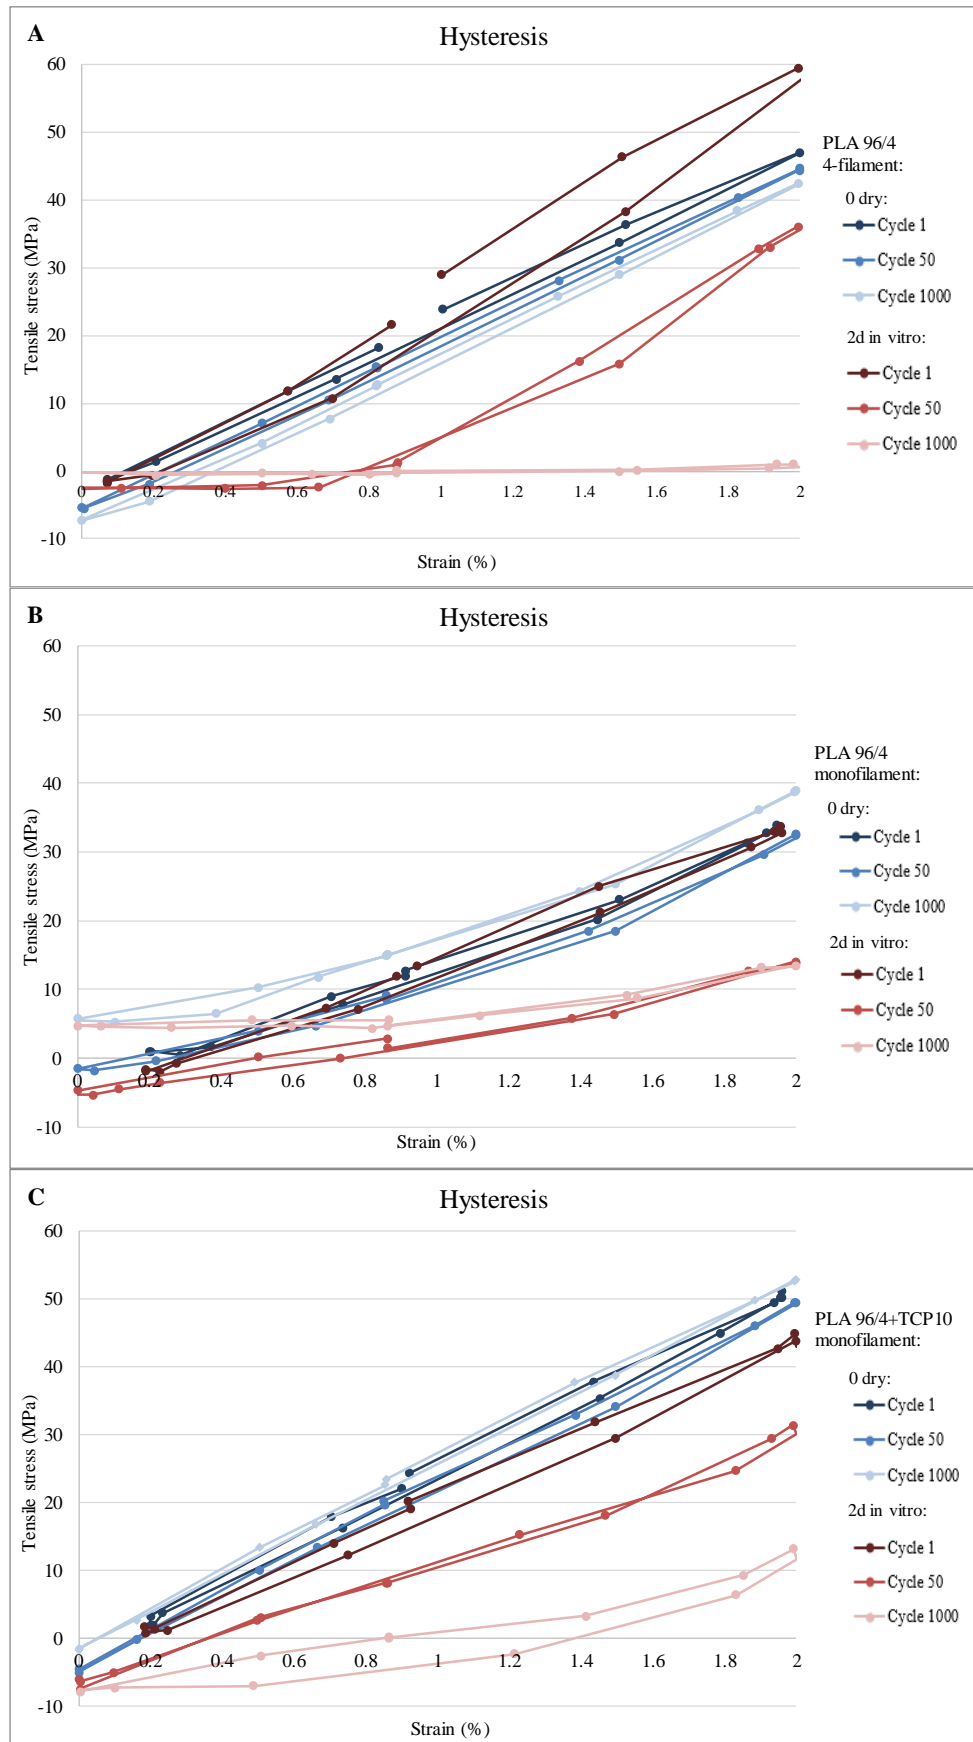 A
Hysteresis
60
50
40
30
20
10
0
-10
0
0.2
0.4
0.6
0.8
1
1.2
1.4
1.6
1.8
2
Tensile stress (MPa)
Strain (%)
PLA 96/4
4-filament:
0 dry:
Cycle 1
Cycle 50
Cycle 1000
2d in vitro:
Cycle 1
Cycle 50
Cycle 1000
B
Hysteresis
60
50
40
30
20
10
0
-10
0
0.2
0.4
0.6
0.8
1
1.2
1.4
1.6
1.8
2
Tensile stress (MPa)
Strain (%)
PLA 96/4
monofilament:
0 dry:
Cycle 1
Cycle 50
Cycle 1000
2d in vitro:
Cycle 1
Cycle 50
Cycle 1000
C
Hysteresis
60
50
40
30
20
10
0
-10
0
0.2
0.4
0.6
0.8
1
1.2
1.4
1.6
1.8
2
Tensile stress (MPa)
Strain (%)
PLA 96/4+TCP10
monofilament:
0 dry:
Cycle 1
Cycle 50
Cycle 1000
2d in vitro:
Cycle 1
Cycle 50
Cycle 1000